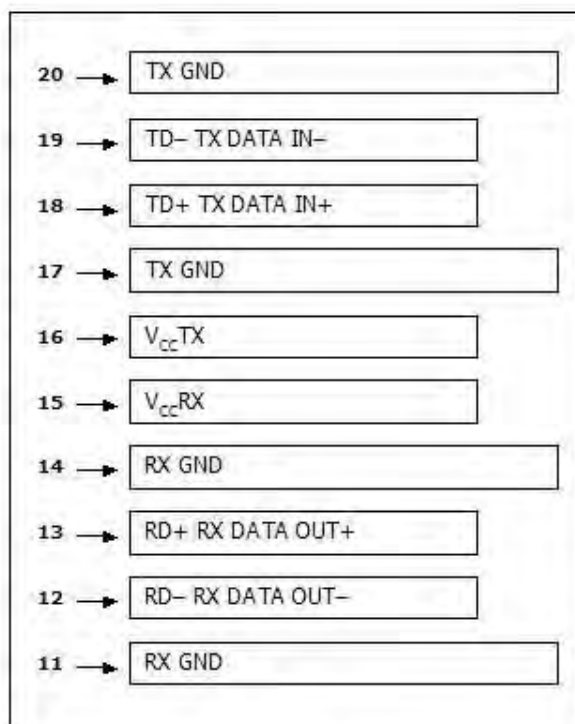 20 TX GND
19 TD– TX DATA IN–
18 TD+ TX DATA IN+
17 TX GND
16 VCCTX
15 VCCRX
14 RX GND
13 RD+ RX DATA OUT+
12 RD– RX DATA OUT–
11 RX GND